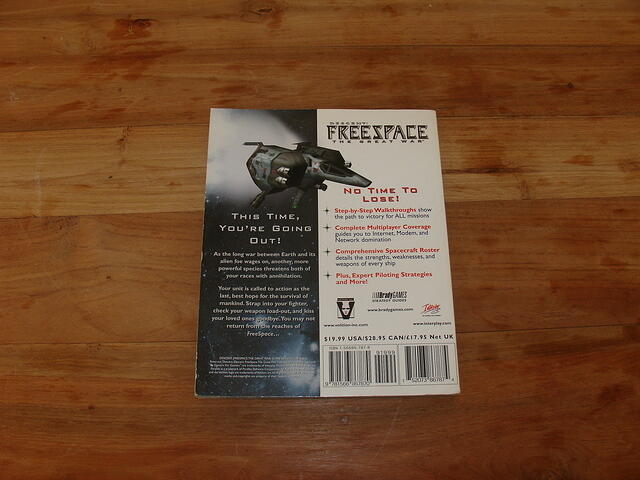 DESCENT:
FREESPACE
THE GREAT WAR
THIS TIME,
YOU'RE GOING
OUT!
As the long war between Earth and its
alien foe wages on, another, more
powerful species threatens both of
your races with annihilation.
Your unit is called to action as the
last, best hope for the survival of
mankind. Strap into your fighter,
check your weapon load-out, and kiss
your loved ones goodbye. You may not
return from the reaches of
FreeSpace...
NO TIME TO
LOSE!
Step-by-Step Walkthroughs show
the path to victory for ALL missions
Complete Multiplayer Coverage
guides you to Internet, Modem, and
Network domination
Comprehensive Spacecraft Roster
details the strengths, weaknesses, and
weapons of every ship
Plus, Expert Piloting Strategies
and More!
BradyGAMES
STRATEGY GUIDES
www.bradygames.com
Interplay
www.volition-inc.com
www.interplay.com
$19.99 USA/$28.95 CAN/£17.95 Net UK